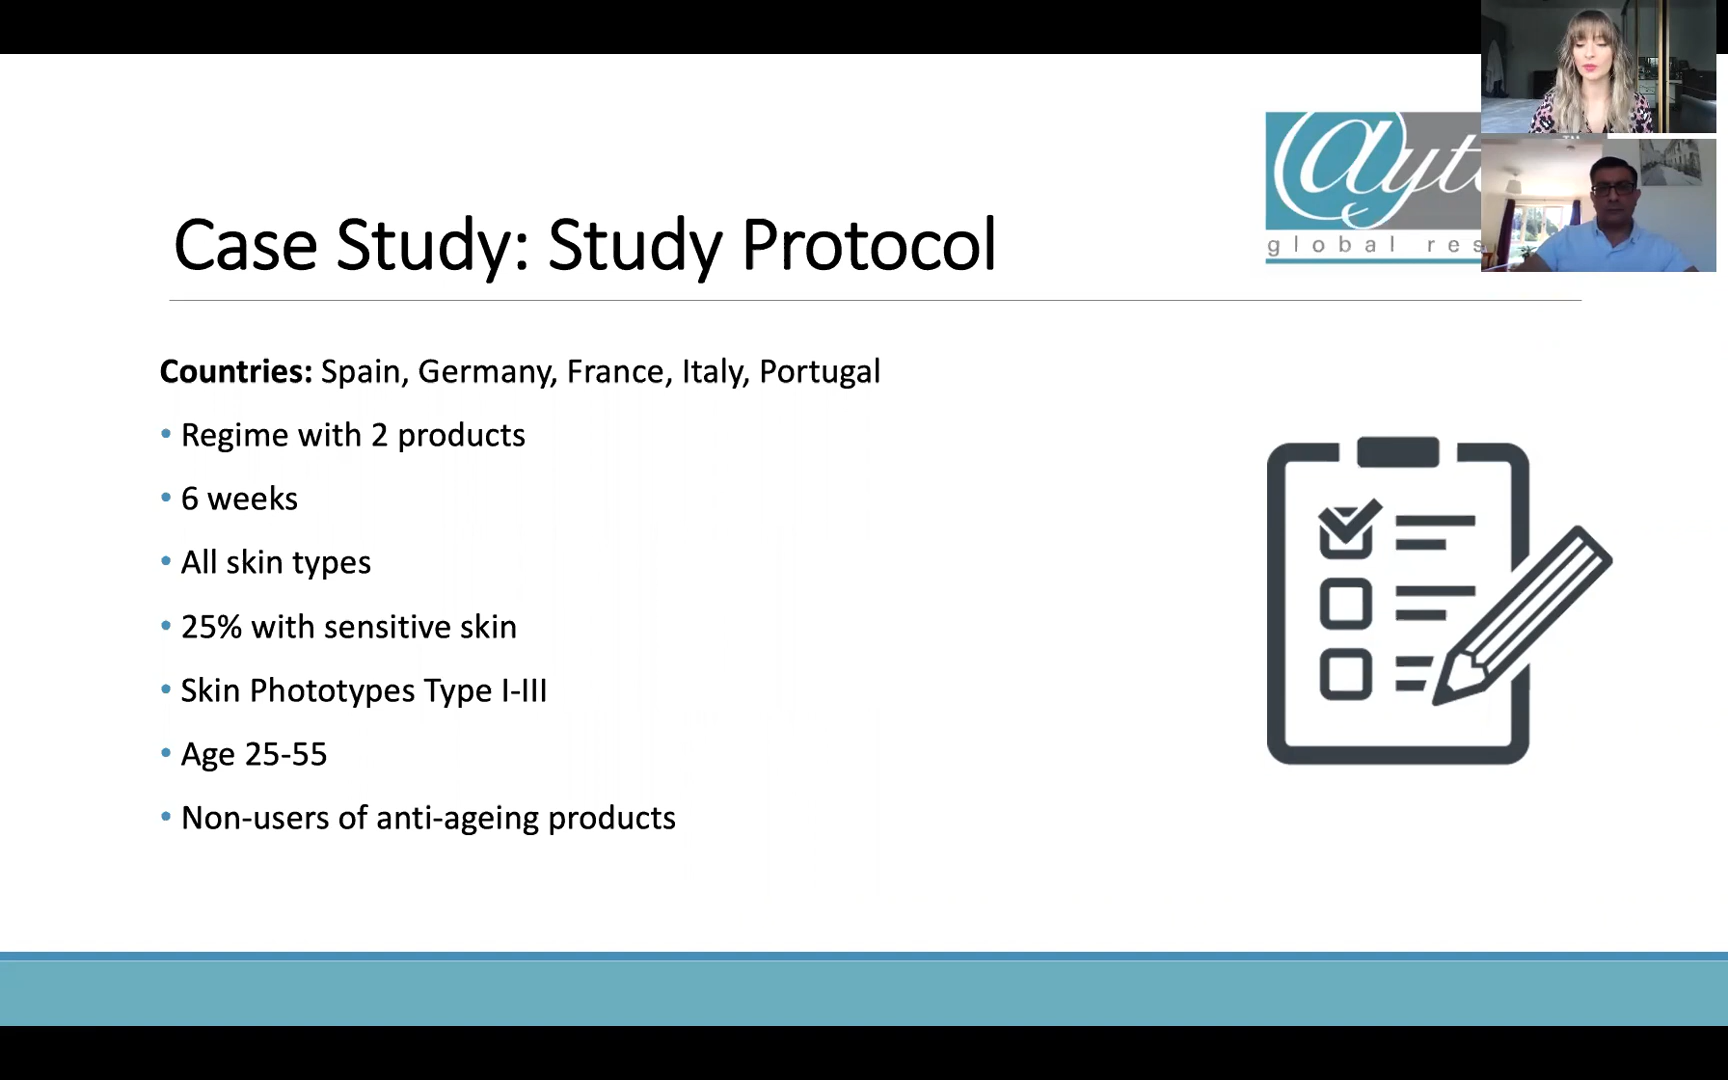 Case Study: Study Protocol
global
Countries: Spain, Germany, France, Italy, Portugal
• Regime with 2 products
• 6 weeks
• All skin types
• 25% with sensitive skin
• Skin Phototypes Type I-III
• Age 25-55
• Non-users of anti-ageing products